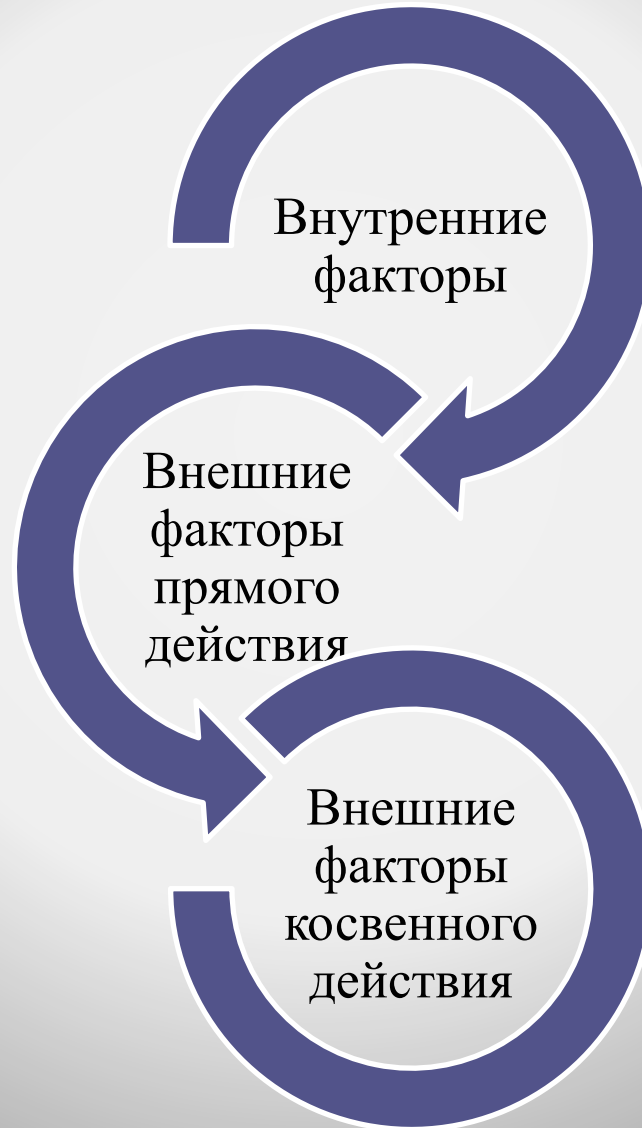 Внутренние
факторы
Внешние
факторы
прямого
действия
Внешние
факторы
косвенного
действия